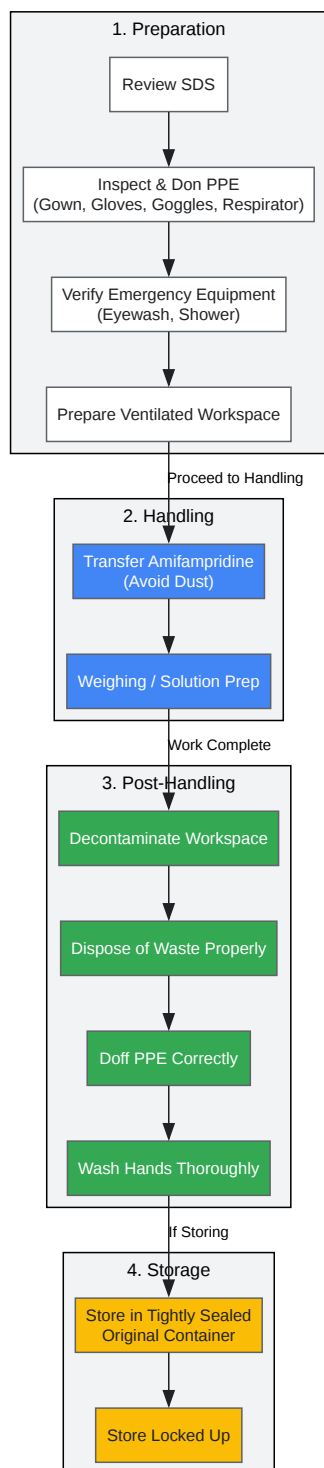 1. Preparation
Review SDS
Inspect & Don PPE
(Gown, Gloves, Goggles, Respirator)
Verify Emergency Equipment
(Eyewash, Shower)
Prepare Ventilated Workspace
Proceed to Handling
2. Handling
Transfer Amifampridine
(Avoid Dust)
Weighing / Solution Prep
Work Complete
3. Post-Handling
Decontaminate Workspace
Dispose of Waste Properly
Doff PPE Correctly
Wash Hands Thoroughly
If Storing
4. Storage
Store in Tightly Sealed
Original Container
Store Locked Up